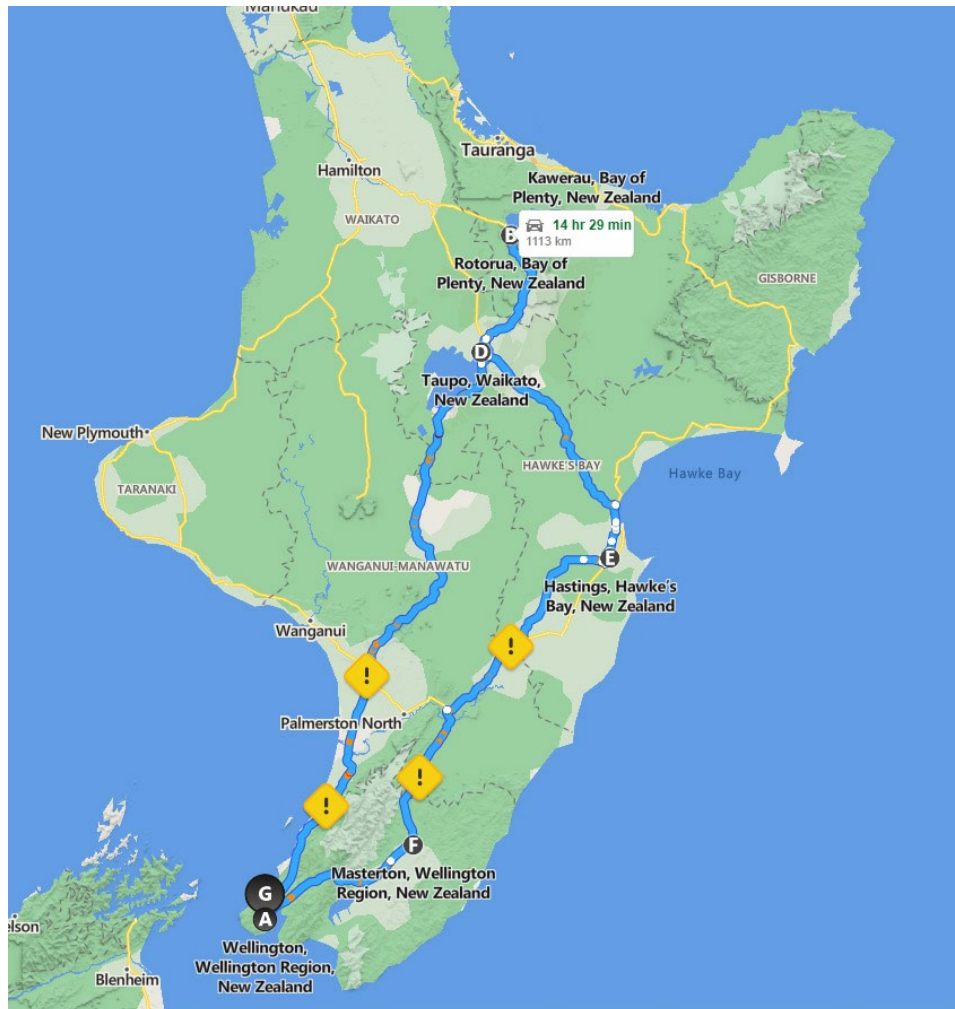 Manukau
Tauranga
Hamilton
Kawerau, Bay of
Plenty, New Zealand
WAIKATO
B
14 hr 29 min
1113 km
Rotorua, Bay of
Plenty, New Zealand
GISBORNE
D
Taupo, Waikato,
New Zealand
New Plymouth
HAWKE'S BAY
Hawke Bay
TARANAKI
E
WANGANUI-MANAWATU
Hastings, Hawke's
Bay, New Zealand
Wanganui
!
!
Palmerston North
!
!
F
Masterton, Wellington
Region, New Zealand
G
A
elson
Wellington,
Wellington Region,
New Zealand
Blenheim